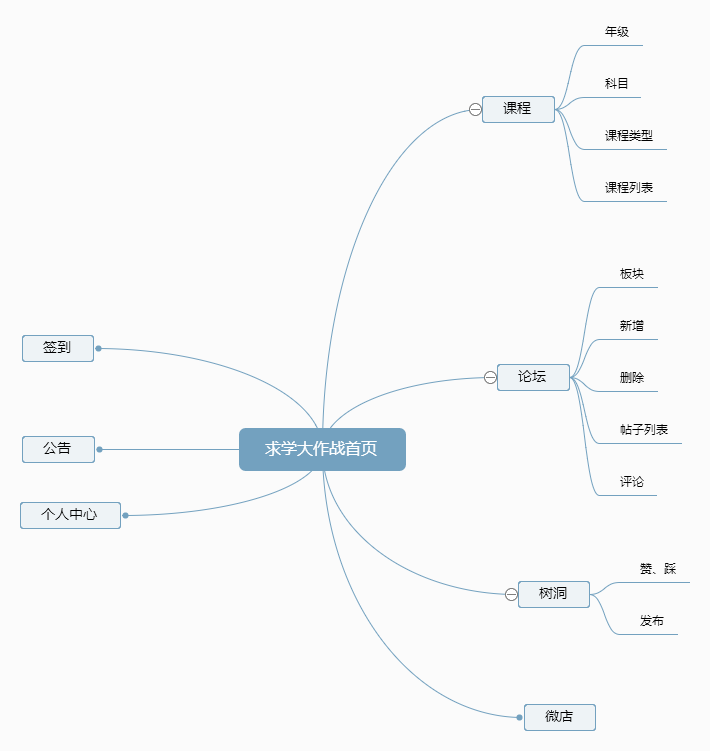 求学大作战首页
课程
年级
科目
课程类型
课程列表
论坛
板块
新增
删除
帖子列表
评论
树洞
赞、踩
发布
微店
签到
公告
个人中心